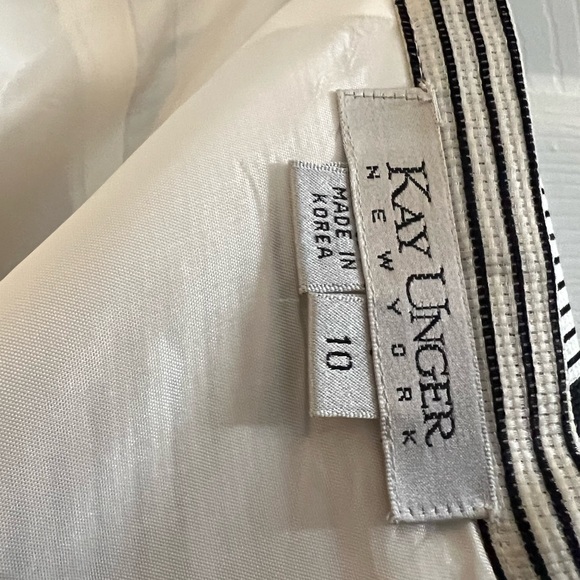 KAY UNGER
NEW YORK
MADE IN
KOREA
10